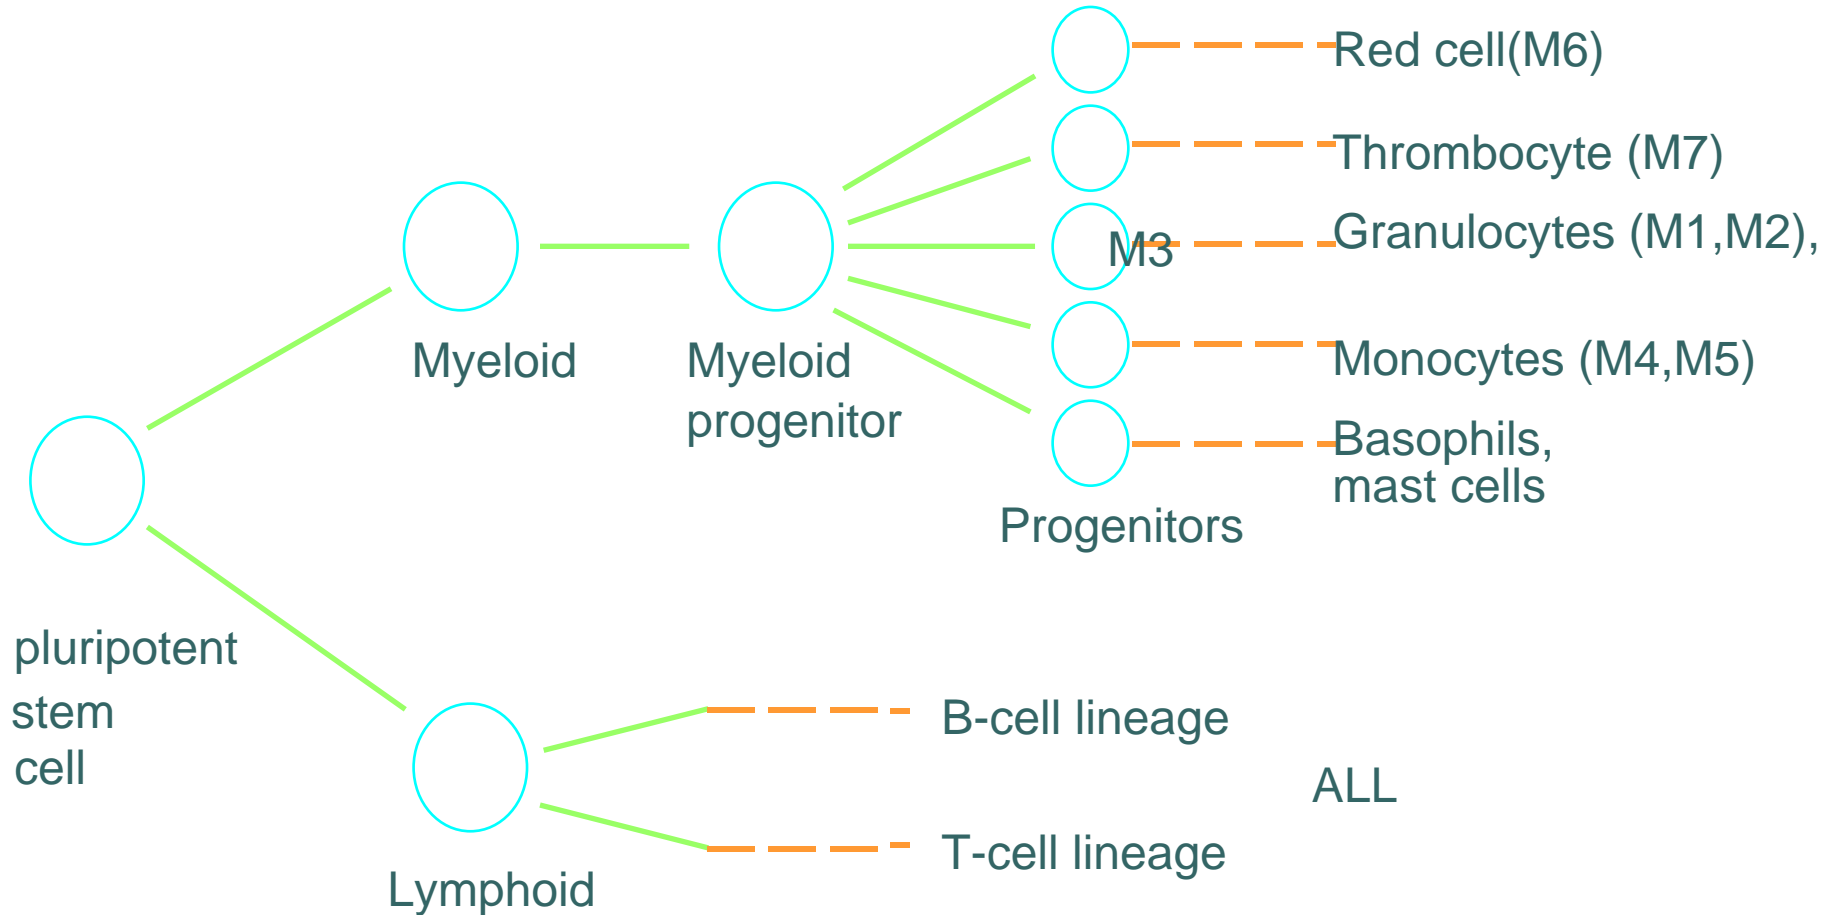 Red cell(M6)
Thrombocyte (M7)
Granulocytes (M1,M2),
M3
Monocytes (M4,M5)
Basophils,
mast cells
Progenitors
Myeloid
Myeloid
progenitor
pluripotent
stem
cell
B-cell lineage
ALL
T-cell lineage
Lymphoid